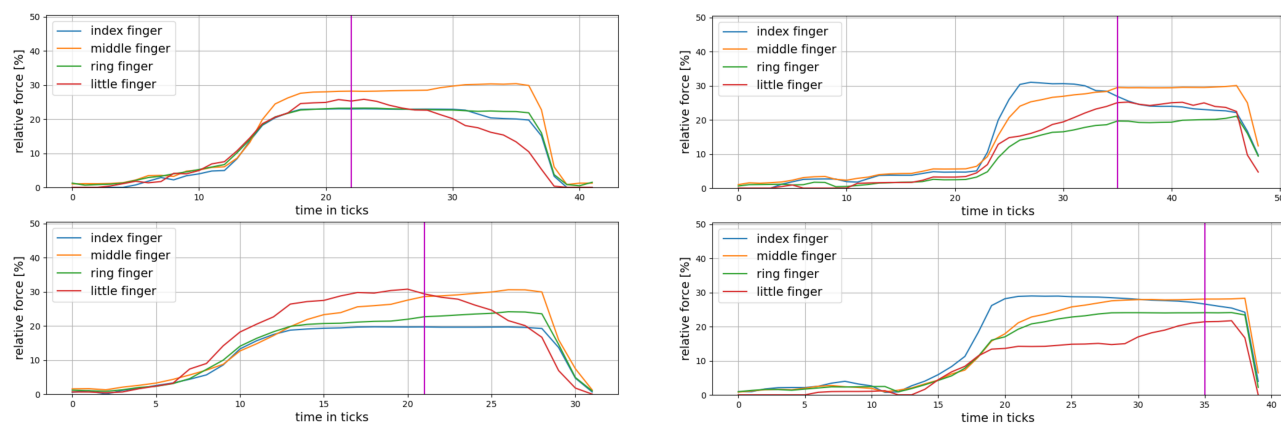 50
40
30
20
10
0
relative force [%]
index finger
middle finger
ring finger
little finger
0 10 20 30 40
time in ticks
50
40
30
20
10
0
relative force [%]
index finger
middle finger
ring finger
little finger
0 10 20 30 40 50
time in ticks
50
40
30
20
10
0
relative force [%]
index finger
middle finger
ring finger
little finger
0 5 10 15 20 25 30
time in ticks
50
40
30
20
10
0
relative force [%]
index finger
middle finger
ring finger
little finger
0 5 10 15 20 25 30 35 40
time in ticks